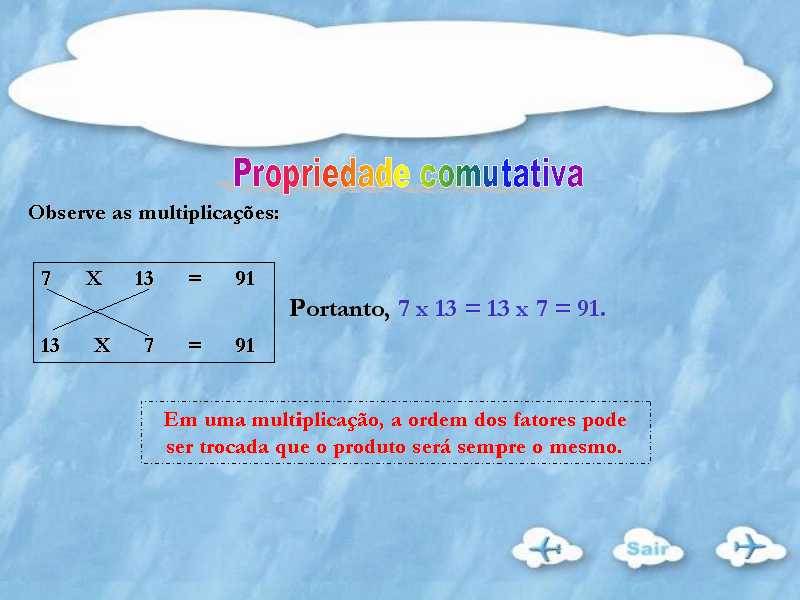 Propriedade comutativa
Observe as multiplicações:
7 X 13 = 91
Portanto, 7 x 13 = 13 x 7 = 91.
13 X 7 = 91
Em uma multiplicação, a ordem dos fatores pode
ser trocada que o produto será sempre o mesmo.
Sair